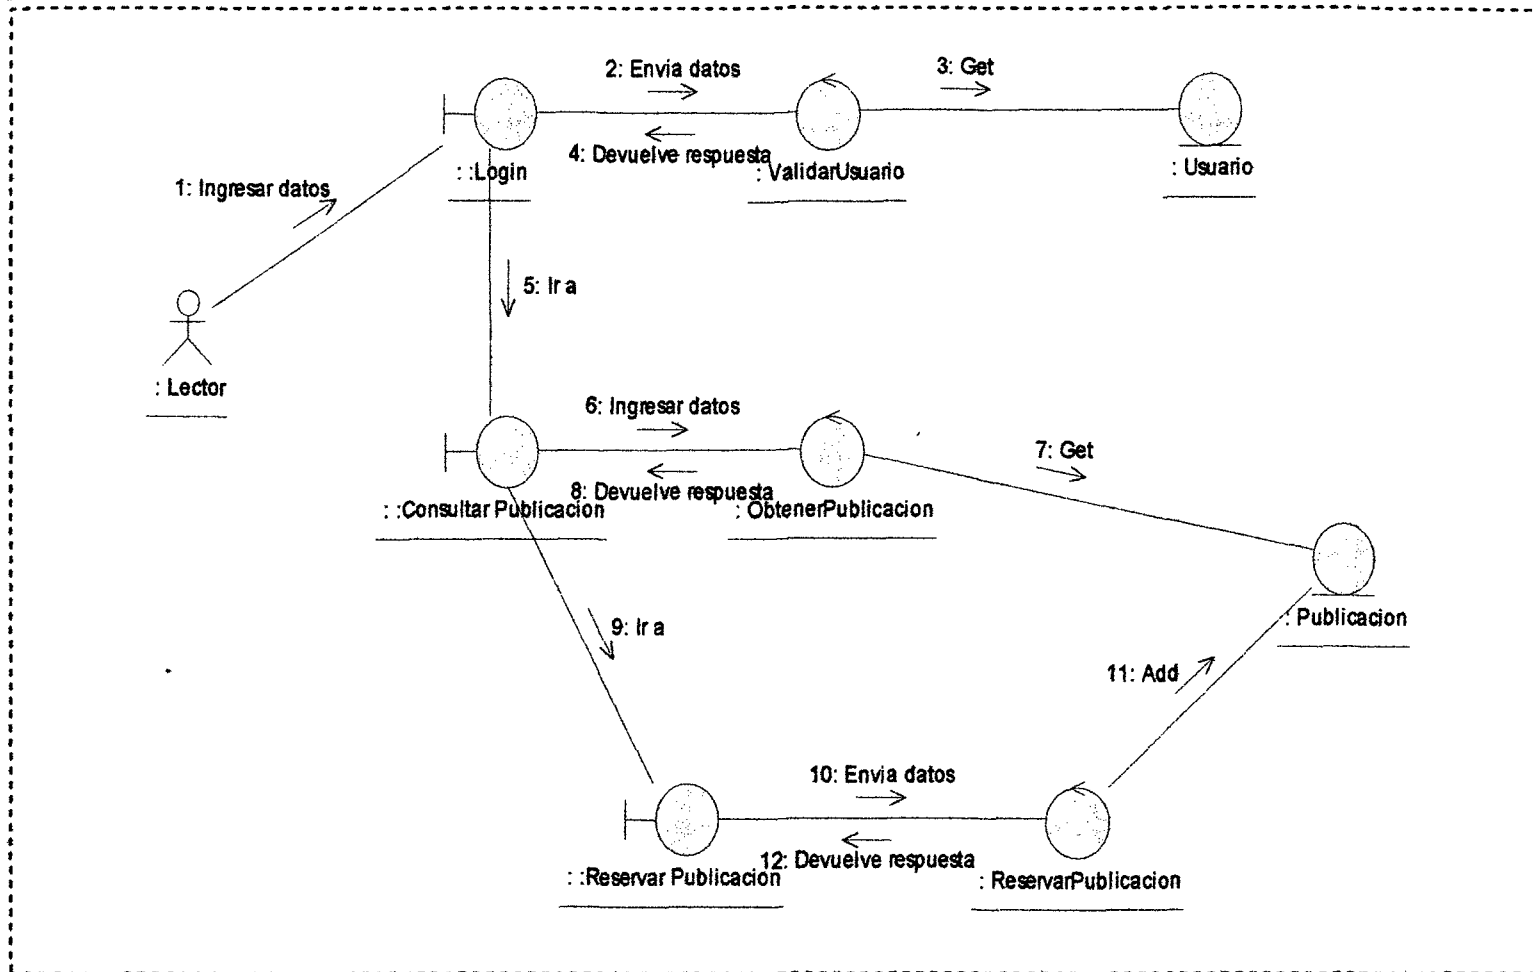 2: Envia datos
3: Get
4: Devuelve respuesta
: :Login
: ValidarUsuario
: Usuario
1: Ingresar datos
5: Ir a
: Lector
6: Ingresar datos
7: Get
8: Devuelve respuesta
: :Consultar Publicacion
: ObtenerPublicacion
9: Ir a
: Publicacion
11: Add
10: Envia datos
12: Devuelve respuesta
: :Reservar Publicacion
: ReservarPublicacion